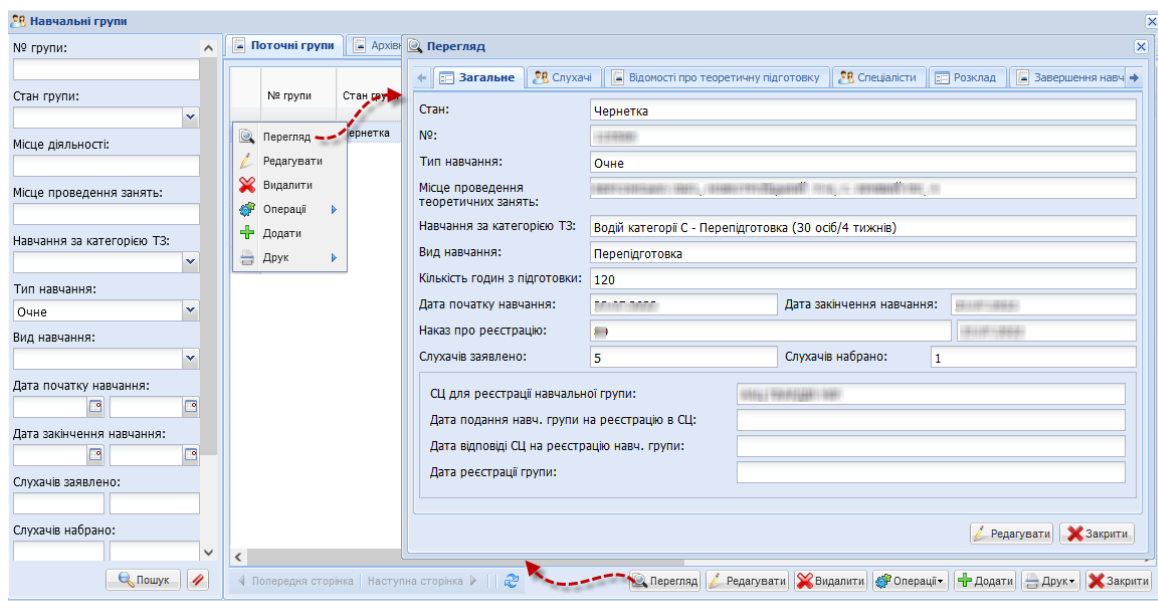 Навчальні групи
№ групи:
Стан групи:
Місце діяльності:
Місце проведення занять:
Навчання за категорією ТЗ:
Тип навчання:
Очне
Вид навчання:
Дата початку навчання:
Дата закінчення навчання:
Слухачів заявлено:
Слухачів набрано:
Пошук
Поточні групи
№ групи
Перегляд
Редагувати
Видалити
Операції
Додати
Друк
Перегляд
Загальне Слухачі Відомості про теоретичну підготовку Спеціалісти Розклад Завершення
Стан: Чернетка
№:
Тип навчання: Очне
Місце проведення
теоретичних занять:
Навчання за категорією ТЗ: Водій категорії С - Перепідготовка (30 осіб/4 тижнів)
Вид навчання: Перепідготовка
Кількість годин з підготовки: 120
Дата початку навчання: Дата закінчення навчання:
Наказ про реєстрацію:
Слухачів заявлено: 5 Слухачів набрано: 1
СЦ для реєстрації навчальної групи:
Дата подання навч. групи на реєстрацію в СЦ:
Дата відповіді СЦ на реєстрацію навч. групи:
Дата реєстрації групи:
Редагувати Закрити
Попередня сторінка Наступна сторінка Перегляд Редагувати Видалити Операції Додати Друк Закрити